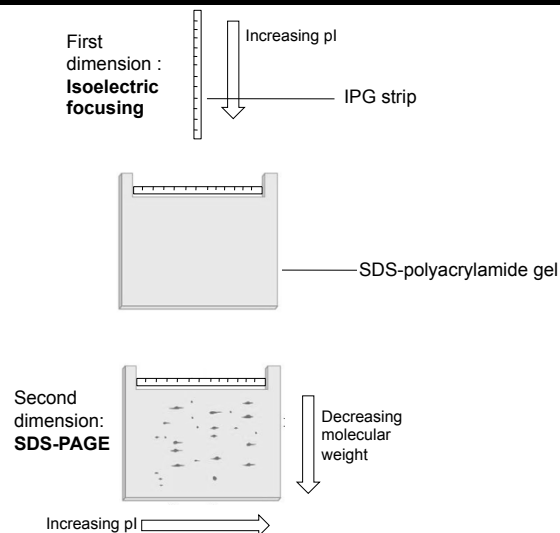 First
dimension :
Isoelectric
focusing
Increasing pI
IPG strip
SDS-polyacrylamide gel
Second
dimension:
SDS-PAGE
:
Decreasing
molecular
weight
Increasing pI